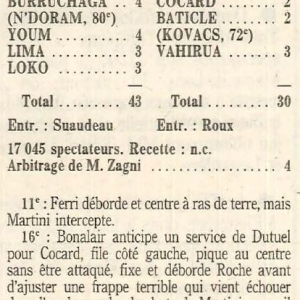 BURRUCHAGA .. 4 COCARD ........ 2
(N'DORAM, 80e) BATICLE ........ 2
YOUM .......... 4 (KOVACS, 72e)
LIMA ........... 3 VAHIRUA ....... 3
LOKO ........... 3
Total ........... 43 Total ........... 30
Entr. : Suaudeau Entr. : Roux
17 045 spectateurs. Recette : n.c.
Arbitrage de M. Zagni .............. 4
11e : Ferri déborde et centre à ras de terre, mais
Martini intercepte.
16e : Bonalair anticipe un service de Dutuel
pour Cocard, file côté gauche, pique au centre
sans être attaqué, fixe et déborde Roche avant
d'ajuster une frappe terrible qui vient échouer